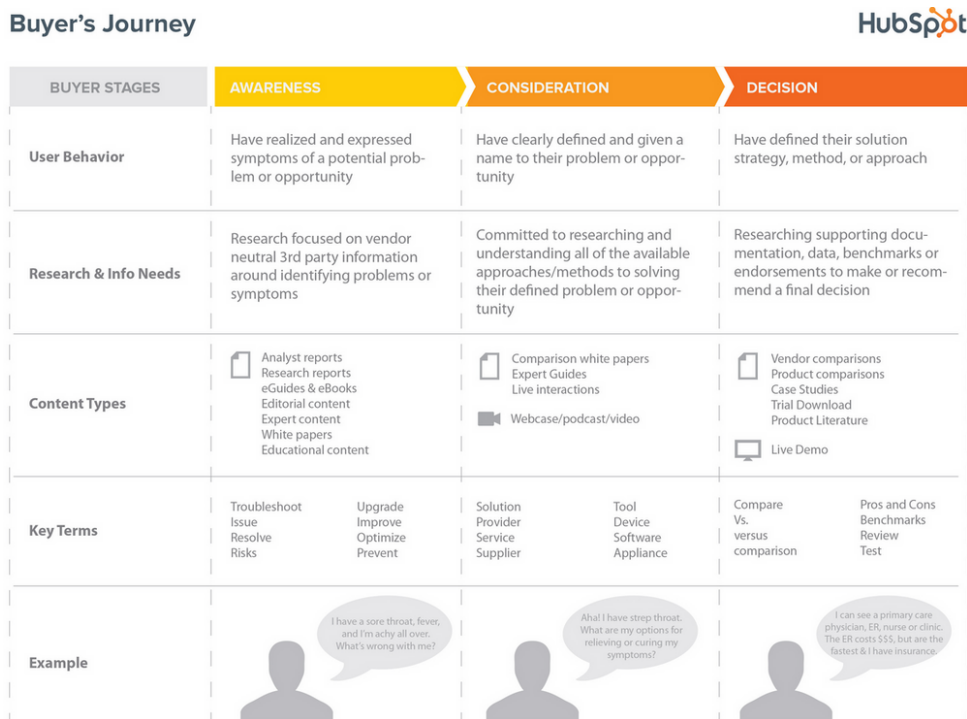 Buyer's Journey
HubSpot
BUYER STAGES
AWARENESS
CONSIDERATION
DECISION
User Behavior
Have realized and expressed
symptoms of a potential prob-
lem or opportunity
Have clearly defined and given a
name to their problem or oppor-
tunity
Have defined their solution
strategy, method, or approach
Research & Info Needs
Research focused on vendor
neutral 3rd party information
around identifying problems or
symptoms
Committed to researching and
understanding all of the available
approaches/methods to solving
their defined problem or oppor-
tunity
Researching supporting docu-
mentation, data, benchmarks or
endorsements to make or recom-
mend a final decision
Content Types
Analyst reports
Research reports
eGuides & eBooks
Editorial content
Expert content
White papers
Educational content
Comparison white papers
Expert Guides
Live interactions
Webcase/podcast/video
Vendor comparisons
Product comparisons
Case Studies
Trial Download
Product Literature
Live Demo
Key Terms
Troubleshoot
Issue
Resolve
Risks
Upgrade
Improve
Optimize
Prevent
Solution
Provider
Service
Supplier
Tool
Device
Software
Appliance
Compare
Vs.
versus
comparison
Pros and Cons
Benchmarks
Review
Test
Example
I have a sore throat, fever,
and I'm achy all over.
What's wrong with me?
Aha! I have strep throat.
What are my options for
relieving or curing my
symptoms?
I can see a primary care
physician, ER, nurse or clinic.
The ER costs $$$, but are the
fastest & I have insurance.